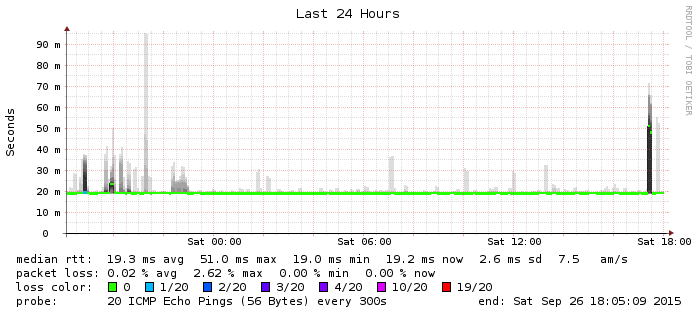 Last 24 Hours
RRDTOOL / TOBI OETIKER
Seconds
90 m
80 m
70 m
60 m
50 m
40 m
30 m
20 m
10 m
0
Sat 00:00 Sat 06:00 Sat 12:00 Sat 18:00
median rtt: 19.3 ms avg 51.0 ms max 19.0 ms min 19.2 ms now 2.6 ms sd 7.5 am/s
packet loss: 0.02 % avg 2.62 % max 0.00 % min 0.00 % now
loss color: 0 1/20 2/20 3/20 4/20 10/20 19/20
probe: 20 ICMP Echo Pings (56 Bytes) every 300s end: Sat Sep 26 18:05:09 2015